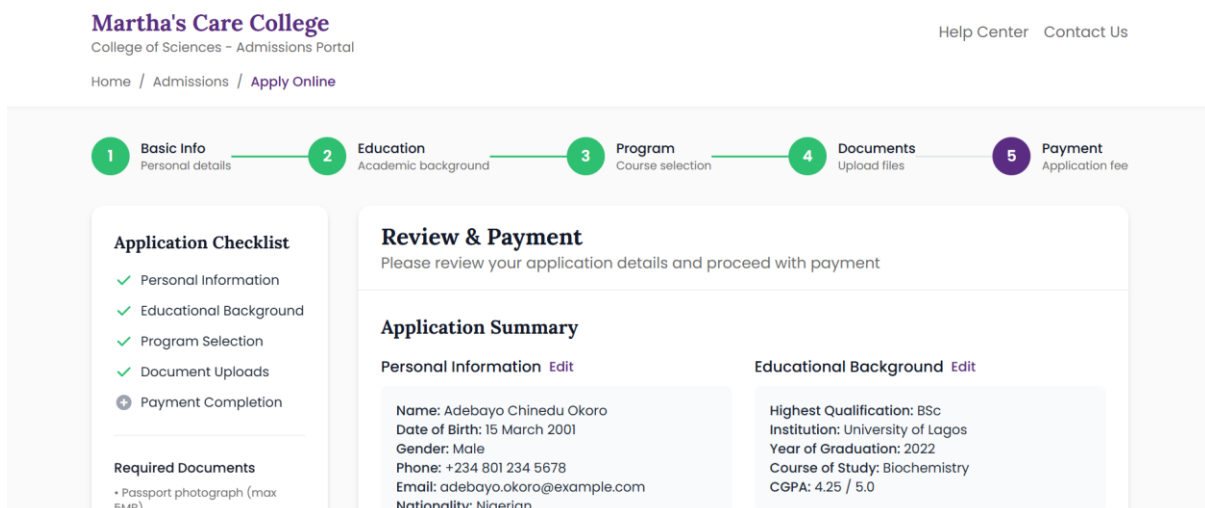 Martha's Care College
College of Sciences - Admissions Portal
Help Center Contact Us
Home / Admissions / Apply Online
1 Basic Info
Personal details
2 Education
Academic background
3 Program
Course selection
4 Documents
Upload files
5 Payment
Application fee
Application Checklist
Personal Information
Educational Background
Program Selection
Document Uploads
Payment Completion
Required Documents
• Passport photograph (max
5MB)
Review & Payment
Please review your application details and proceed with payment
Application Summary
Personal Information Edit
Name: Adebayo Chinedu Okoro
Date of Birth: 15 March 2001
Gender: Male
Phone: +234 801 234 5678
Email: adebayo.okoro@example.com
Nationality: Nigerian
Educational Background Edit
Highest Qualification: BSc
Institution: University of Lagos
Year of Graduation: 2022
Course of Study: Biochemistry
CGPA: 4.25 / 5.0